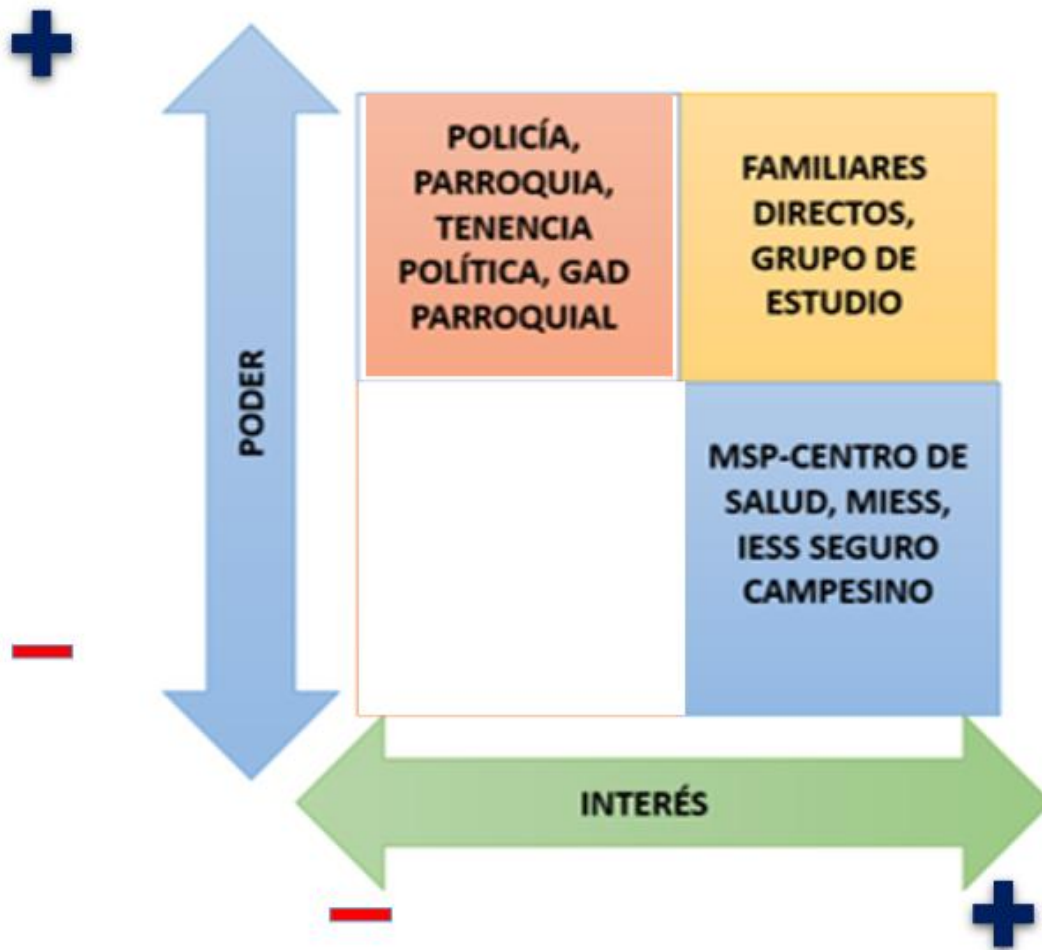 POLICÍA,
PARROQUIA,
TENENCIA
POLÍTICA, GAD
PARROQUIAL
FAMILIARES
DIRECTOS,
GRUPO DE
ESTUDIO
PODER
MSP-CENTRO DE
SALUD, MIESS,
IESS SEGURO
CAMPESINO
INTERÉS